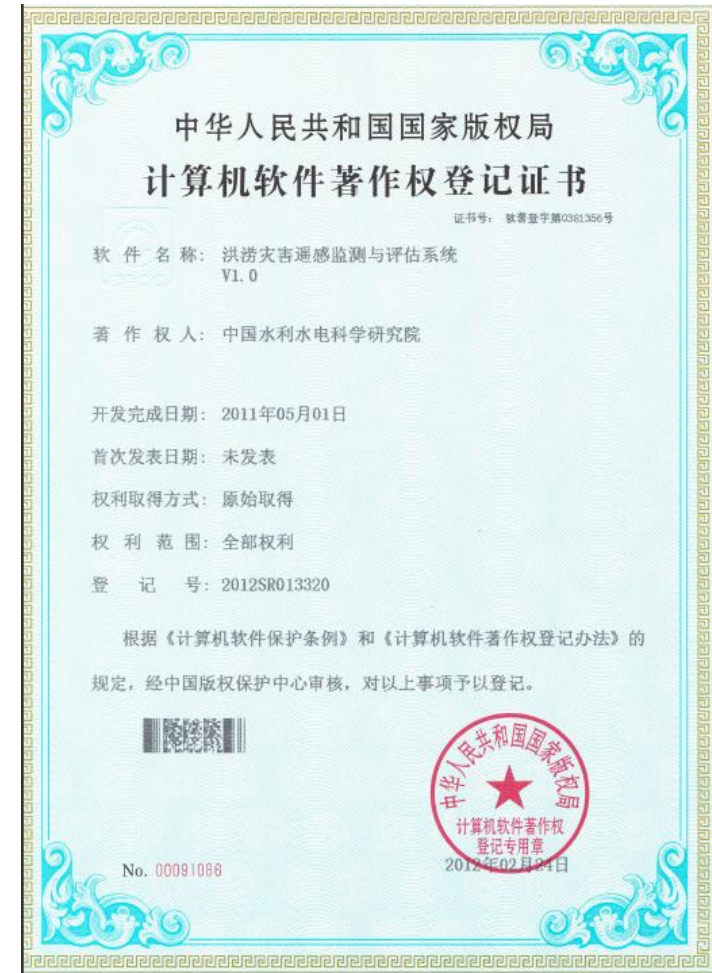 中华人民共和国国家版权局
计算机软件著作权登记证书
证书号: 软著登字第0381356号
软件名称: 洪涝灾害遥感监测与评估系统
V1.0
著作权人: 中国水利水电科学研究院
开发完成日期: 2011年05月01日
首次发表日期: 未发表
权利取得方式: 原始取得
权利范围: 全部权利
登记号: 2012SR013320
根据《计算机软件保护条例》和《计算机软件著作权登记办法》的
规定,经中国版权保护中心审核,对以上事项予以登记。
中华人民共和国国家版权局
计算机软件著作权
登记专用章
2012年02月24日
No. 00091086